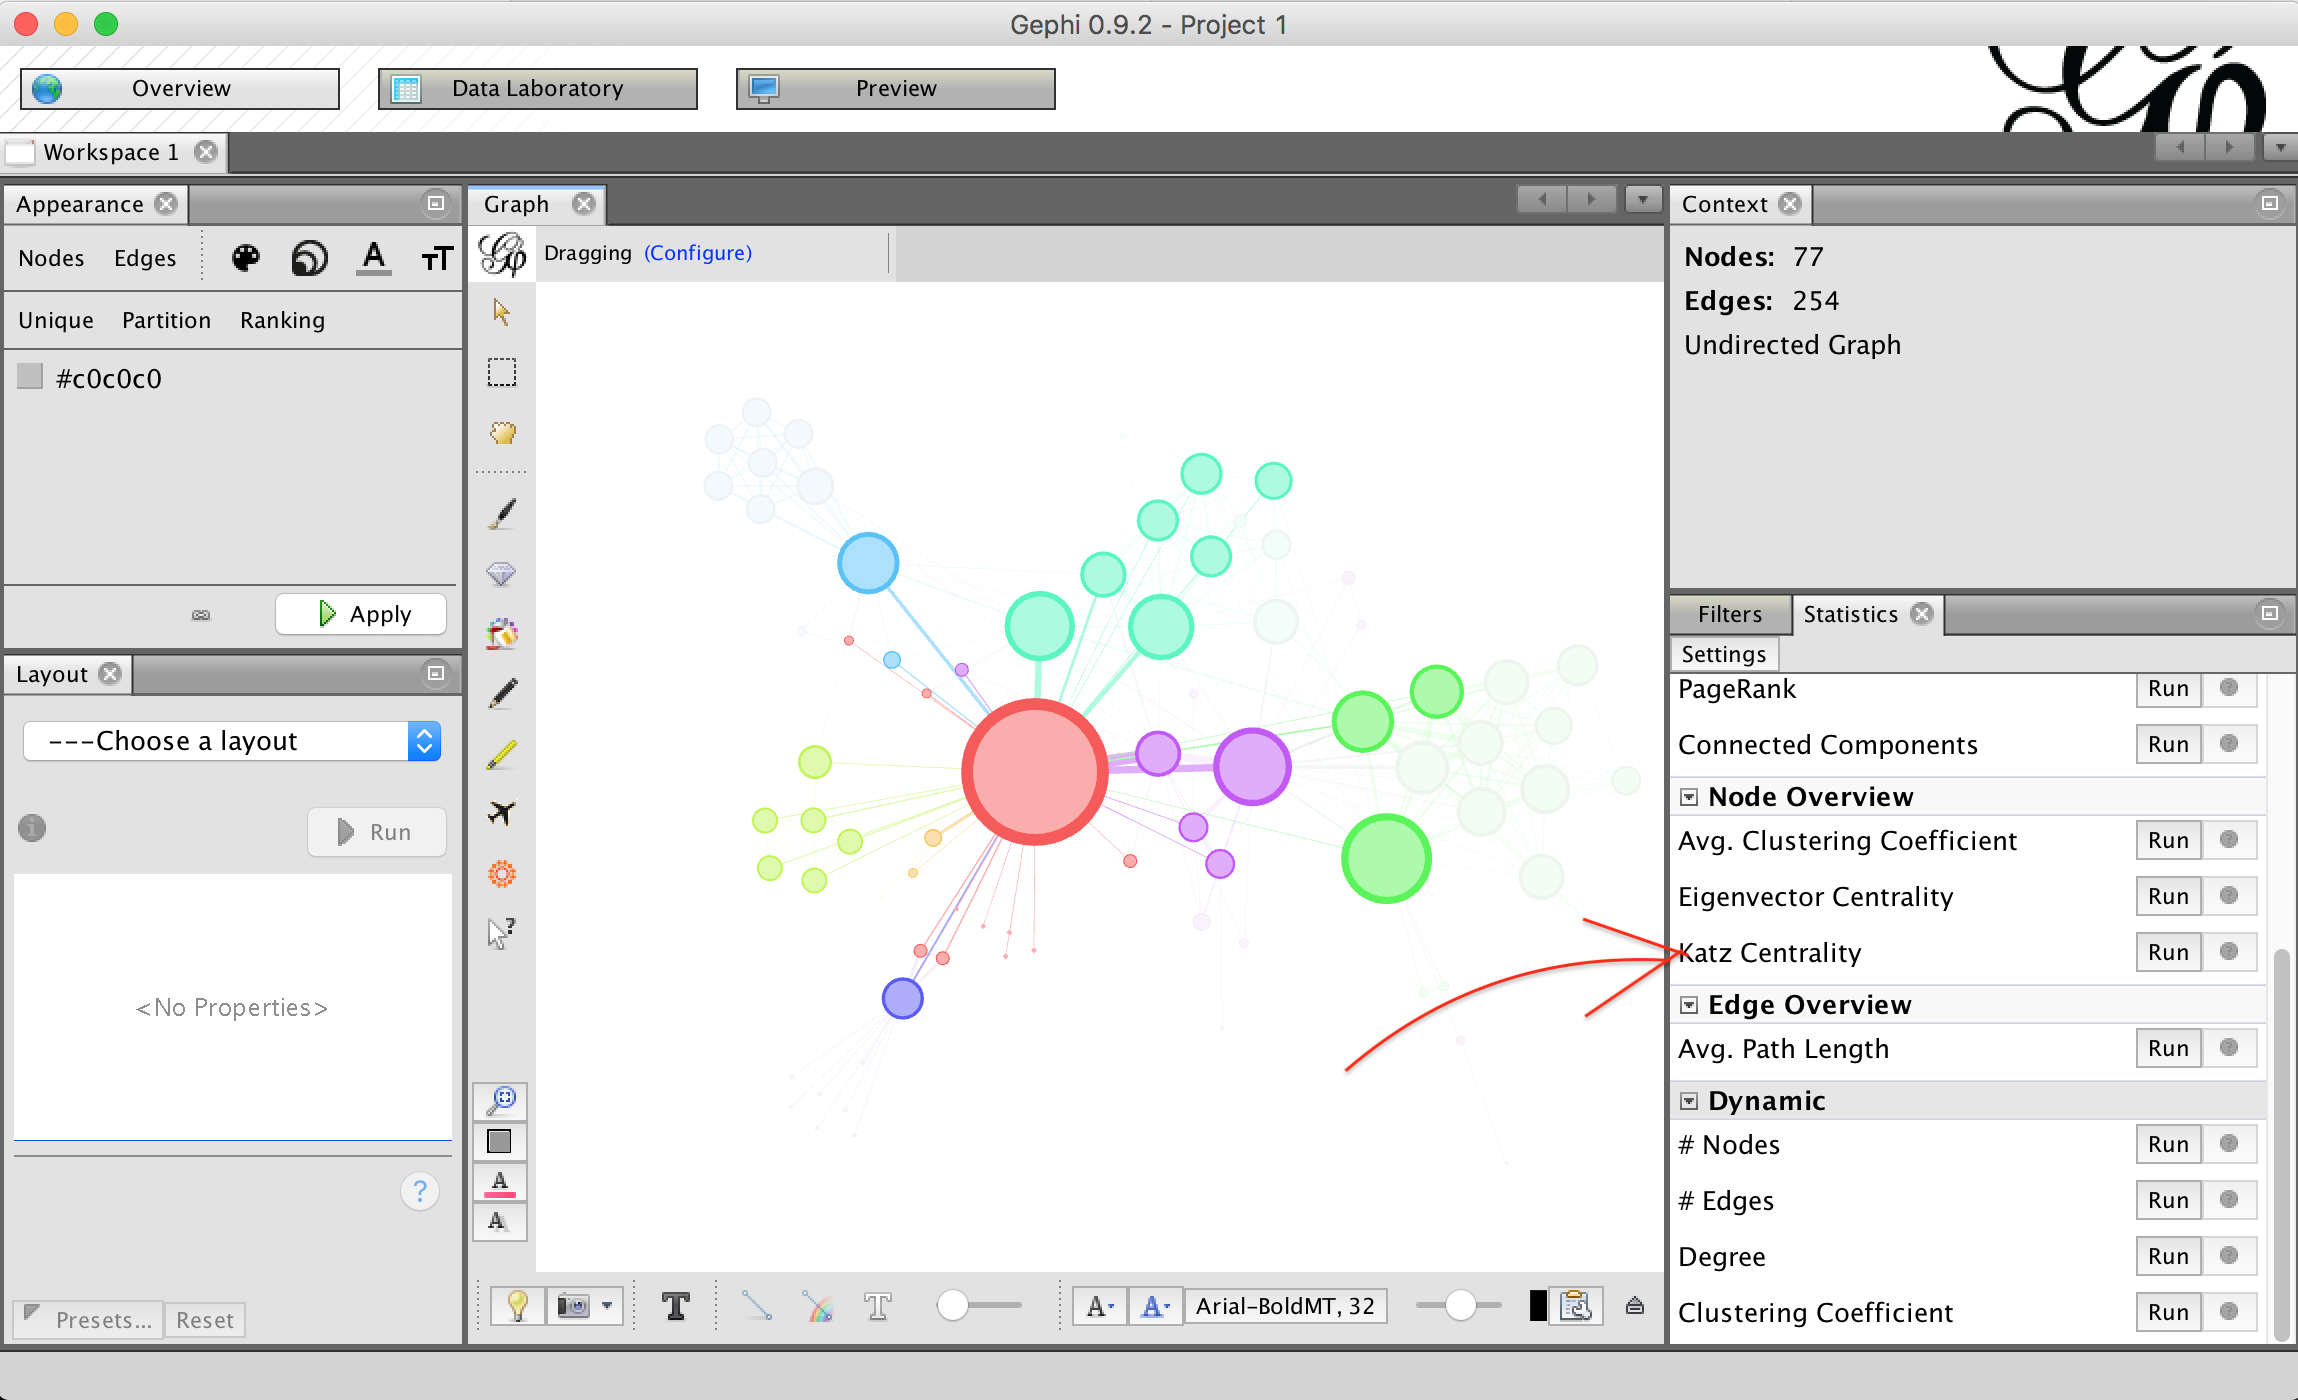 Gephi 0.9.2 - Project 1
Overview
Data Laboratory
Preview
Workspace 1
Appearance
Nodes
Edges
Unique
Partition
Ranking
#c0c0c0
Apply
Layout
---Choose a layout
Run
<No Properties>
?
Presets...
Reset
Graph
Dragging (Configure)
Arial-BoldMT, 32
Context
Nodes: 77
Edges: 254
Undirected Graph
Filters
Statistics
Settings
PageRank Run
Connected Components Run
Node Overview
Avg. Clustering Coefficient Run
Eigenvector Centrality Run
Katz Centrality Run
Edge Overview
Avg. Path Length Run
Dynamic
# Nodes Run
# Edges Run
Degree Run
Clustering Coefficient Run